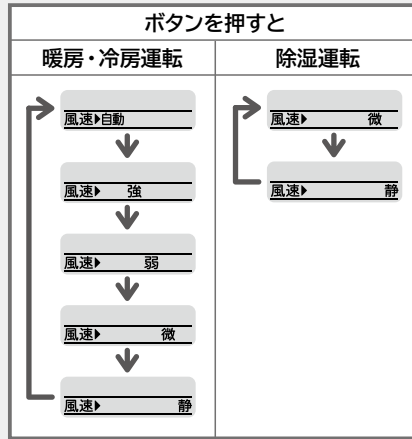 ボタンを押すと
暖房・冷房運転
除湿運転
風速▶自動
風速▶ 強
風速▶ 弱
風速▶ 微
風速▶ 静
風速▶ 微
風速▶ 静